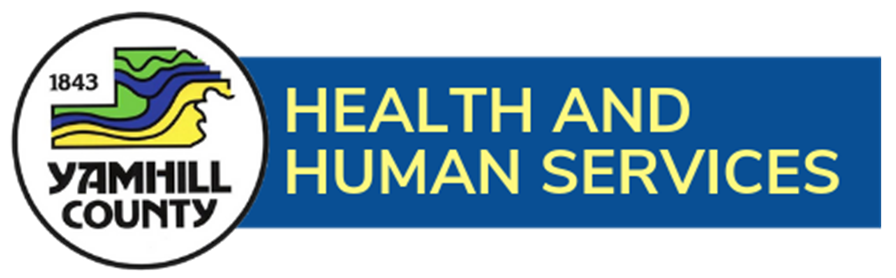 1843
YAMHILL
COUNTY
HEALTH AND
HUMAN SERVICES